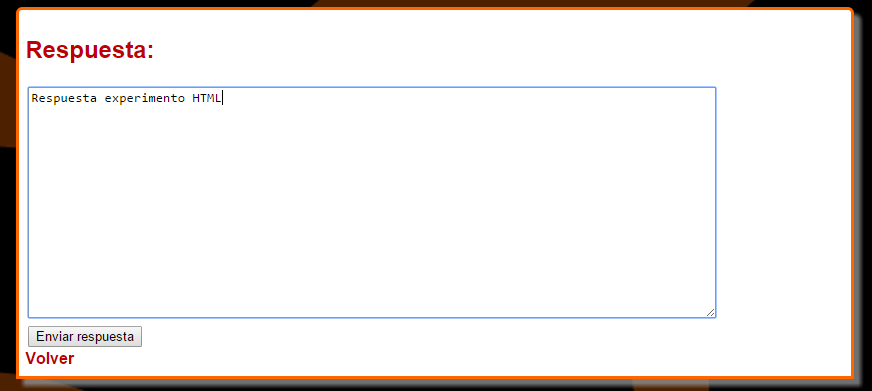 Respuesta:
Respuesta experimento HTML
Enviar respuesta
Volver